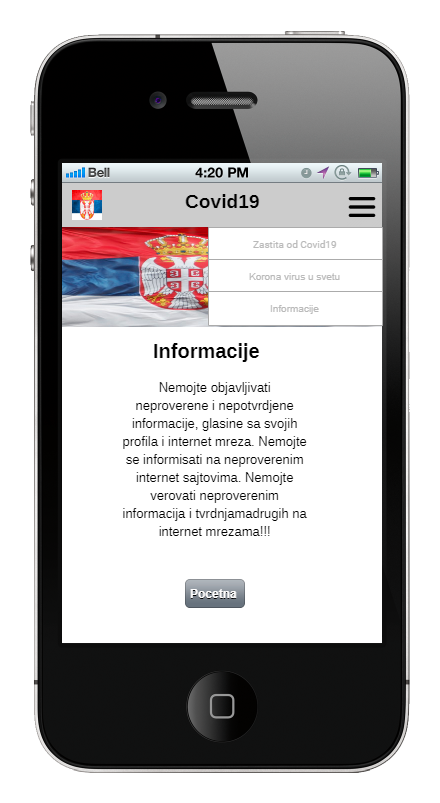 Bell 4:20 PM
Covid19
Zastita od Covid19
Korona virus u svetu
Informacije
Informacije
Nemojte objavljivati
neproverene i nepotvrdjene
informacije, glasine sa svojih
profila i internet mreza. Nemojte
se informisati na neproverenim
internet sajtovima. Nemojte
verovati neproverenim
informacija i tvrdnjamadrugih na
internet mrezama!!!
Pocetna